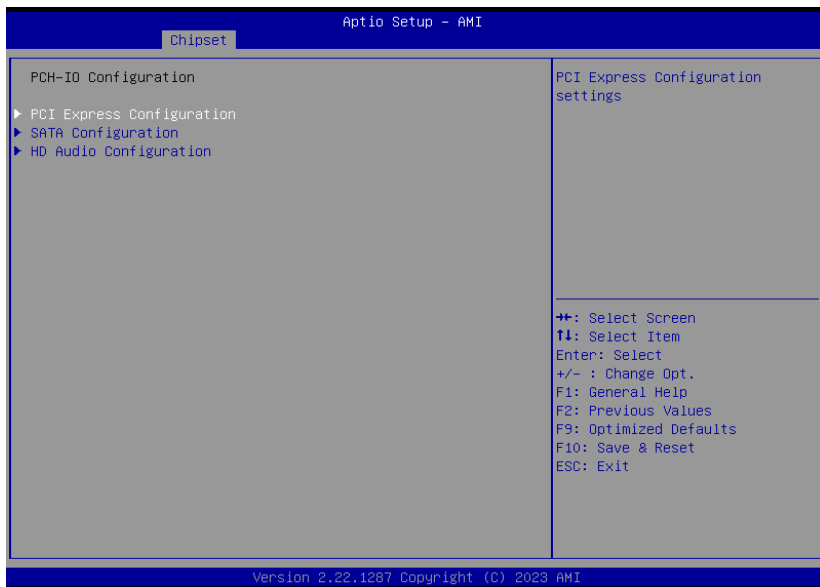 Aptio Setup – AMI
Chipset
PCH-IO Configuration
▶ PCI Express Configuration
▶ SATA Configuration
▶ HD Audio Configuration
PCI Express Configuration
settings
→←: Select Screen
↑↓: Select Item
Enter: Select
+/- : Change Opt.
F1: General Help
F2: Previous Values
F9: Optimized Defaults
F10: Save & Reset
ESC: Exit
Version 2.22.1287 Copyright (C) 2023 AMI